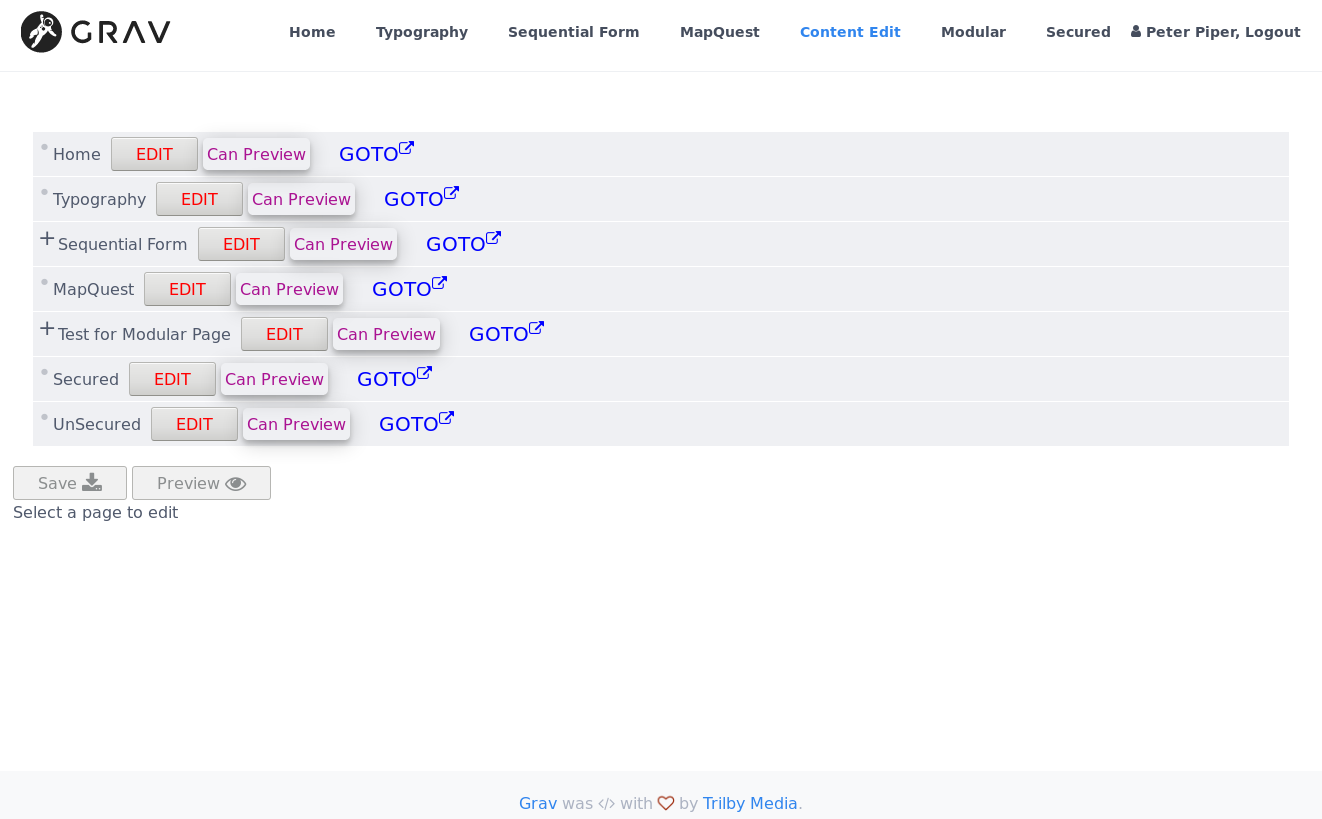 GRAV Home Typography Sequential Form MapQuest Content Edit Modular Secured Peter Piper, Logout
Home EDIT Can Preview GOTO
Typography EDIT Can Preview GOTO
+ Sequential Form EDIT Can Preview GOTO
MapQuest EDIT Can Preview GOTO
+ Test for Modular Page EDIT Can Preview GOTO
Secured EDIT Can Preview GOTO
UnSecured EDIT Can Preview GOTO
Save Preview
Select a page to edit
Grav was </> with by Trilby Media.